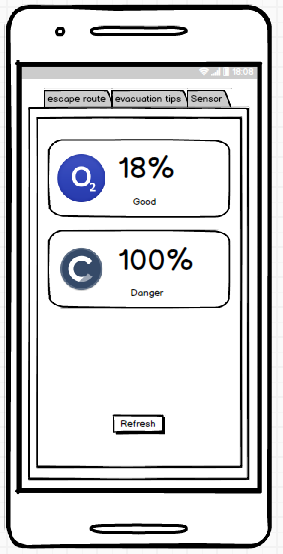 18:08
escape route evacuation tips Sensor
O2 18%
Good
C 100%
Danger
Refresh